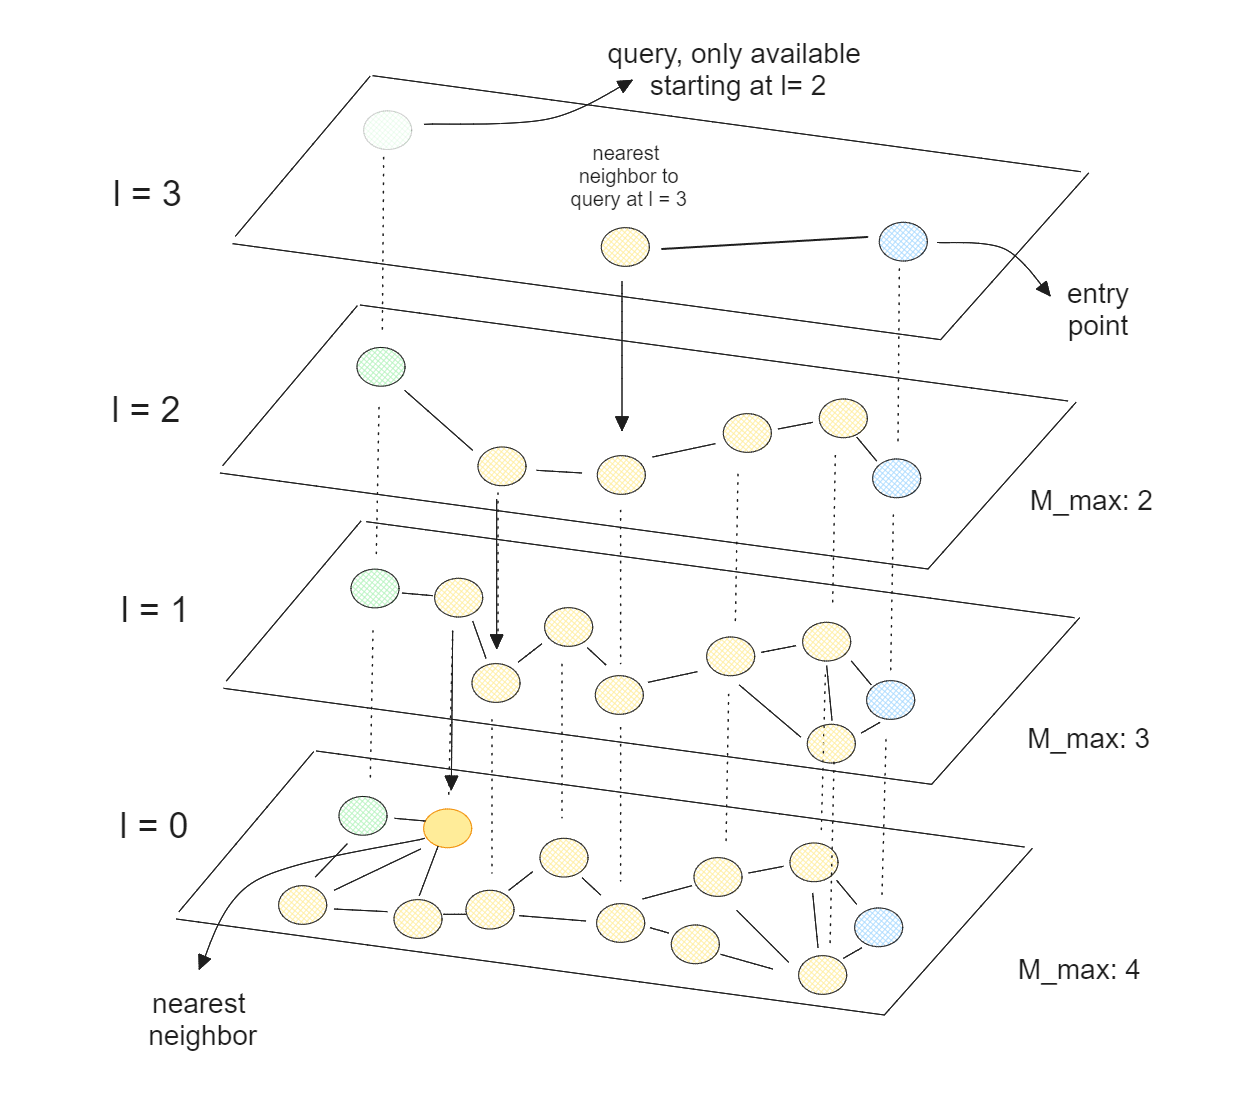 query, only available
starting at l= 2
nearest
neighbor to
query at l = 3
l = 3
entry
point
l = 2
M_max: 2
l = 1
M_max: 3
l = 0
M_max: 4
nearest
neighbor